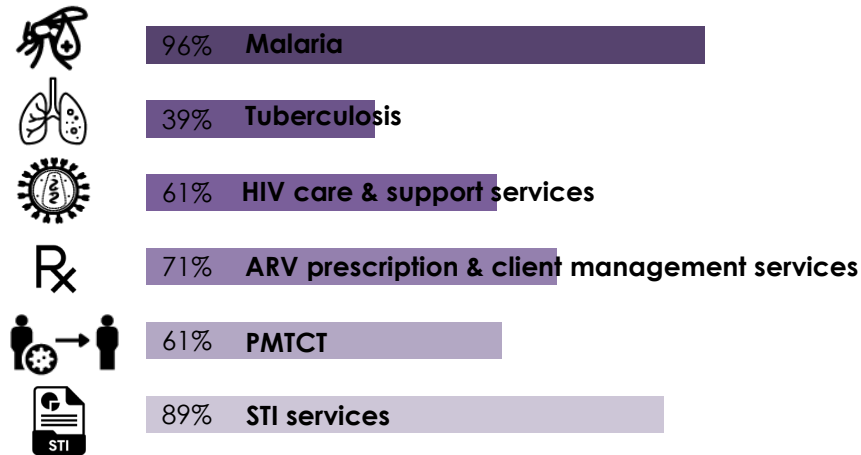 96% Malaria
39% Tuberculosis
61% HIV care & support services
Rx
71% ARV prescription & client management services
61% PMTCT
89% STI services
STI